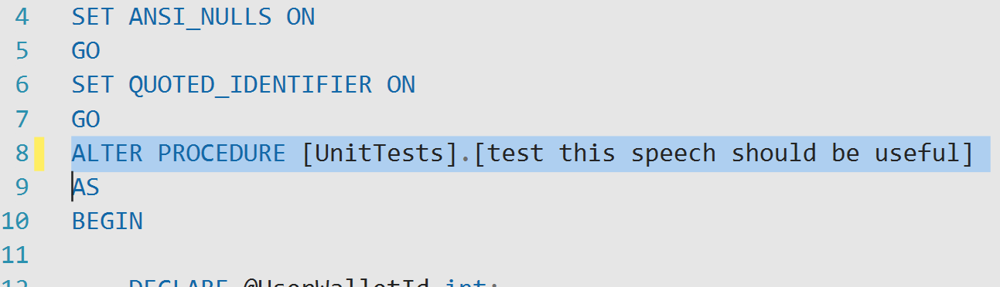 4 SET ANSI_NULLS ON
5 GO
6 SET QUOTED_IDENTIFIER ON
7 GO
8 ALTER PROCEDURE [UnitTests].[test this speech should be useful]
9 AS
10 BEGIN
11
12 DECLARE @UserWalletId int;